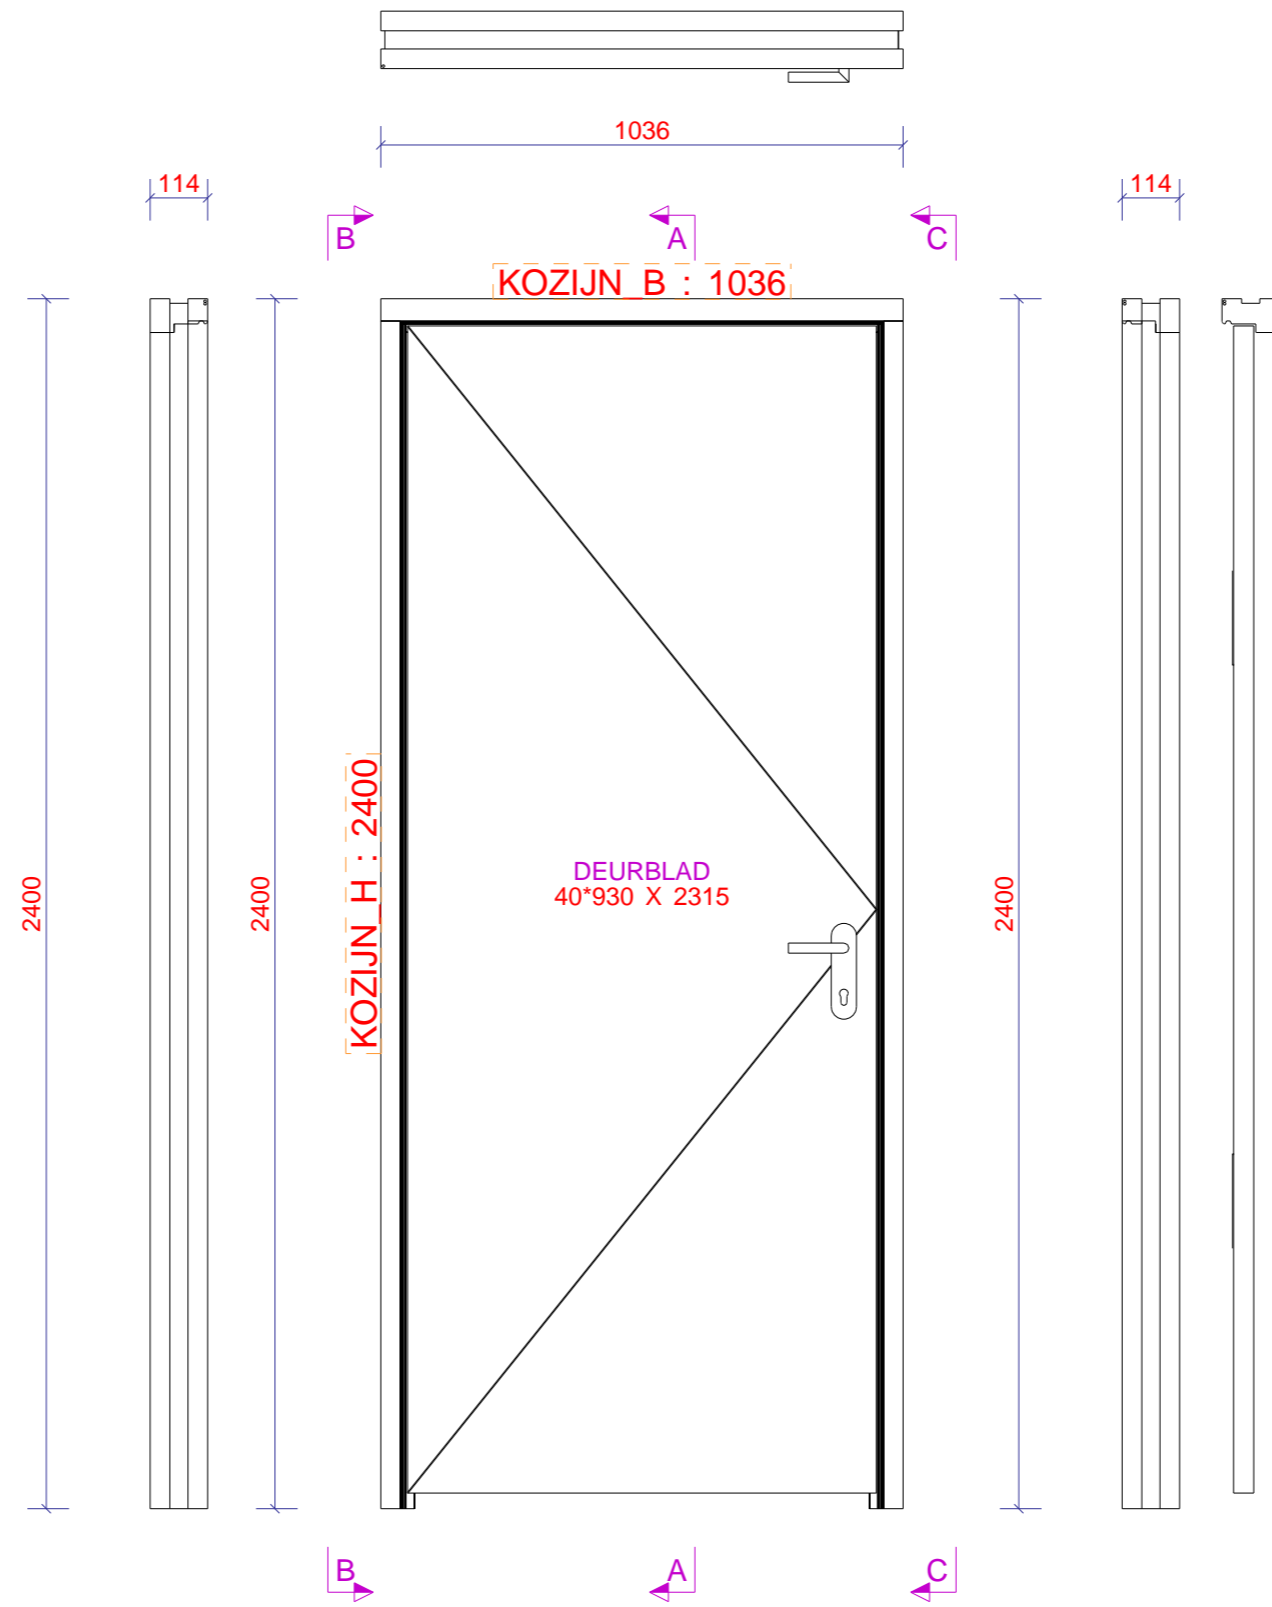 1036
114
114
B
A
C
KOZIJN_B : 1036
2400
2400
KOZIJN_H : 2400
DEURBLAD
40*930 X 2315
2400
B
A
C